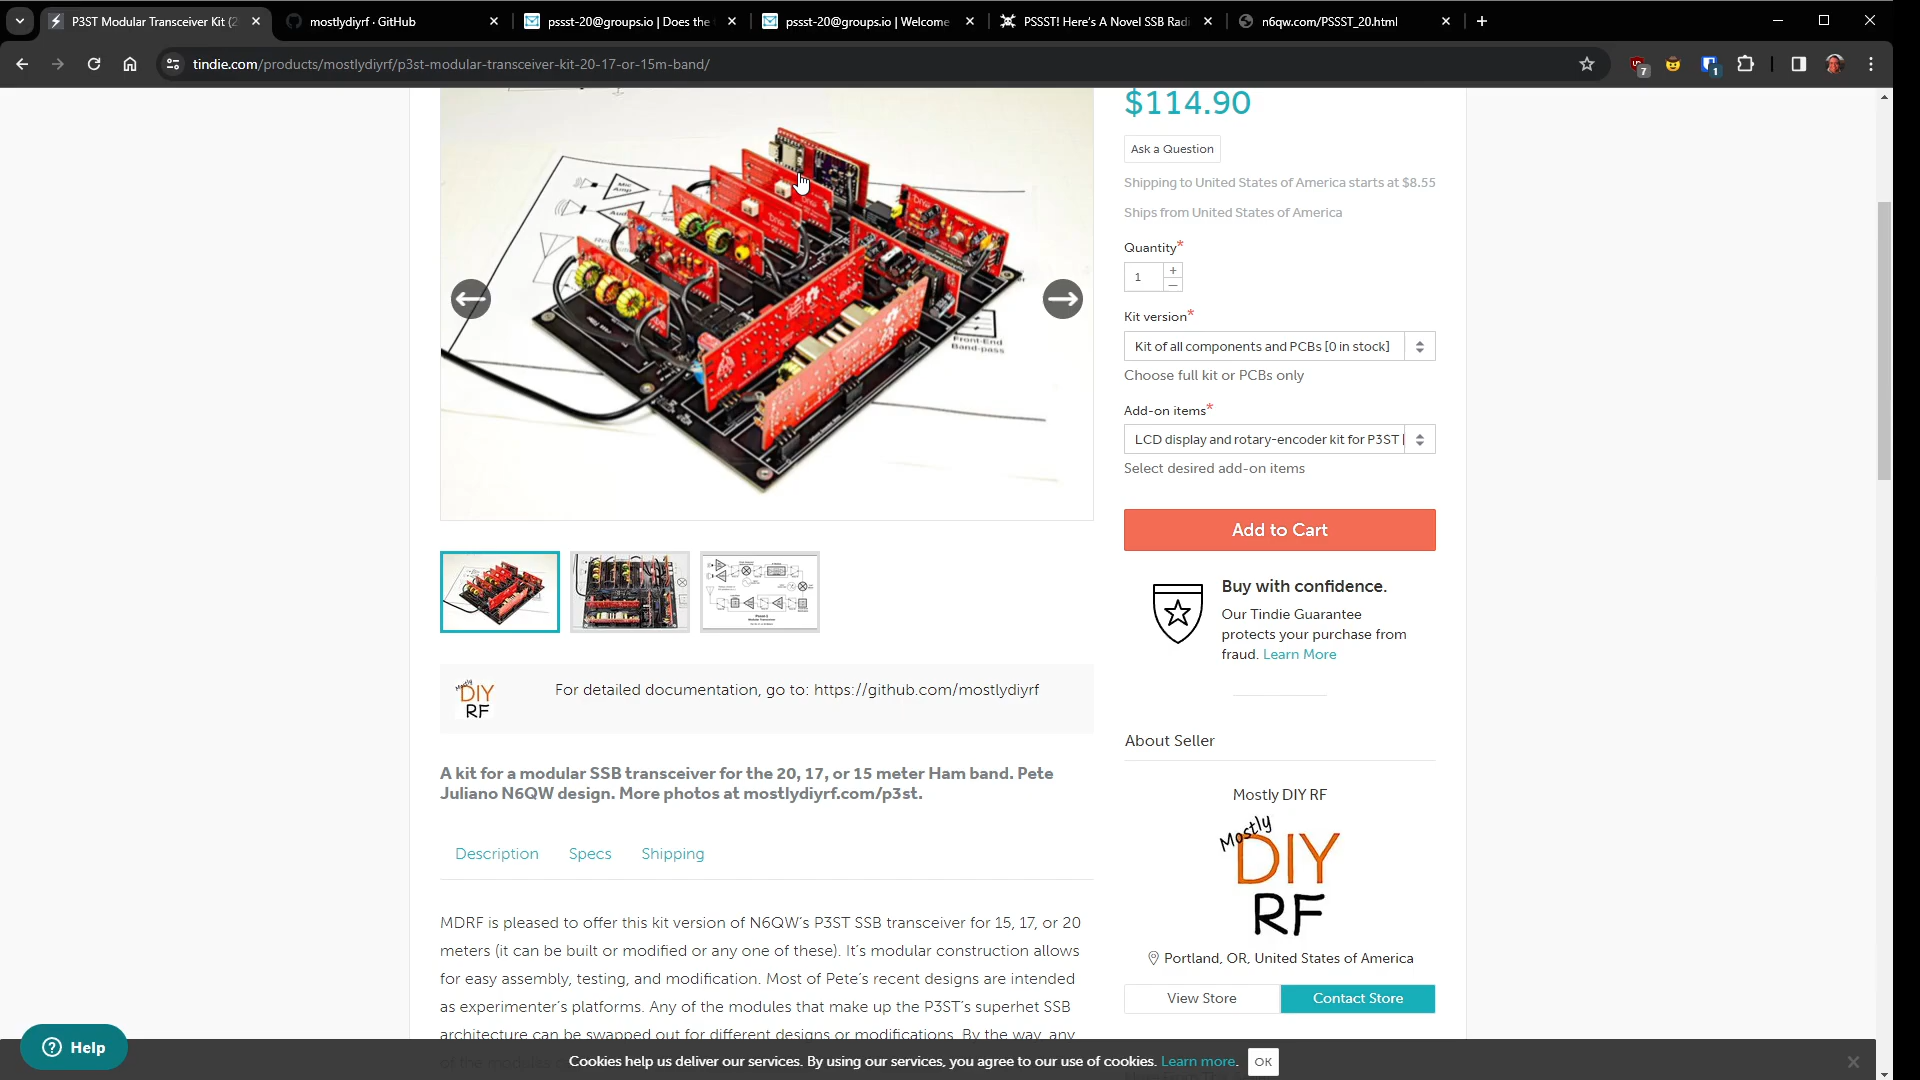 P3ST Modular Transceiver Kit (2
mostlydiyrf · GitHub
pssst-20@groups.io | Does the
pssst-20@groups.io | Welcome
PSSST! Here's A Novel SSB Radi
n6qw.com/PSSST_20.html
tindie.com/products/mostlydiyrf/p3st-modular-transceiver-kit-20-17-or-15m-band/
7
1
$114.90
Ask a Question
Shipping to United States of America starts at $8.55
Ships from United States of America
Quantity*
1
+
−
Kit version*
Kit of all components and PCBs [0 in stock]
Choose full kit or PCBs only
Add-on items*
LCD display and rotary-encoder kit for P3ST [
Select desired add-on items
Add to Cart
Mic
Amp
Front-End
Band-pass
Buy with confidence.
Our Tindie Guarantee
protects your purchase from
fraud. Learn More
Mostly
DIY
RF
For detailed documentation, go to: https://github.com/mostlydiyrf
A kit for a modular SSB transceiver for the 20, 17, or 15 meter Ham band. Pete
Juliano N6QW design. More photos at mostlydiyrf.com/p3st.
About Seller
Mostly DIY RF
Mostly
DIY
RF
Portland, OR, United States of America
View Store
Contact Store
Description
Specs
Shipping
MDRF is pleased to offer this kit version of N6QW's P3ST SSB transceiver for 15, 17, or 20
meters (it can be built or modified or any one of these). It's modular construction allows
for easy assembly, testing, and modification. Most of Pete's recent designs are intended
as experimenter's platforms. Any of the modules that make up the P3ST's superhet SSB
architecture can be swapped out for different designs or modifications. By the way, any
Help
Cookies help us deliver our services. By using our services, you agree to our use of cookies. Learn more.
OK